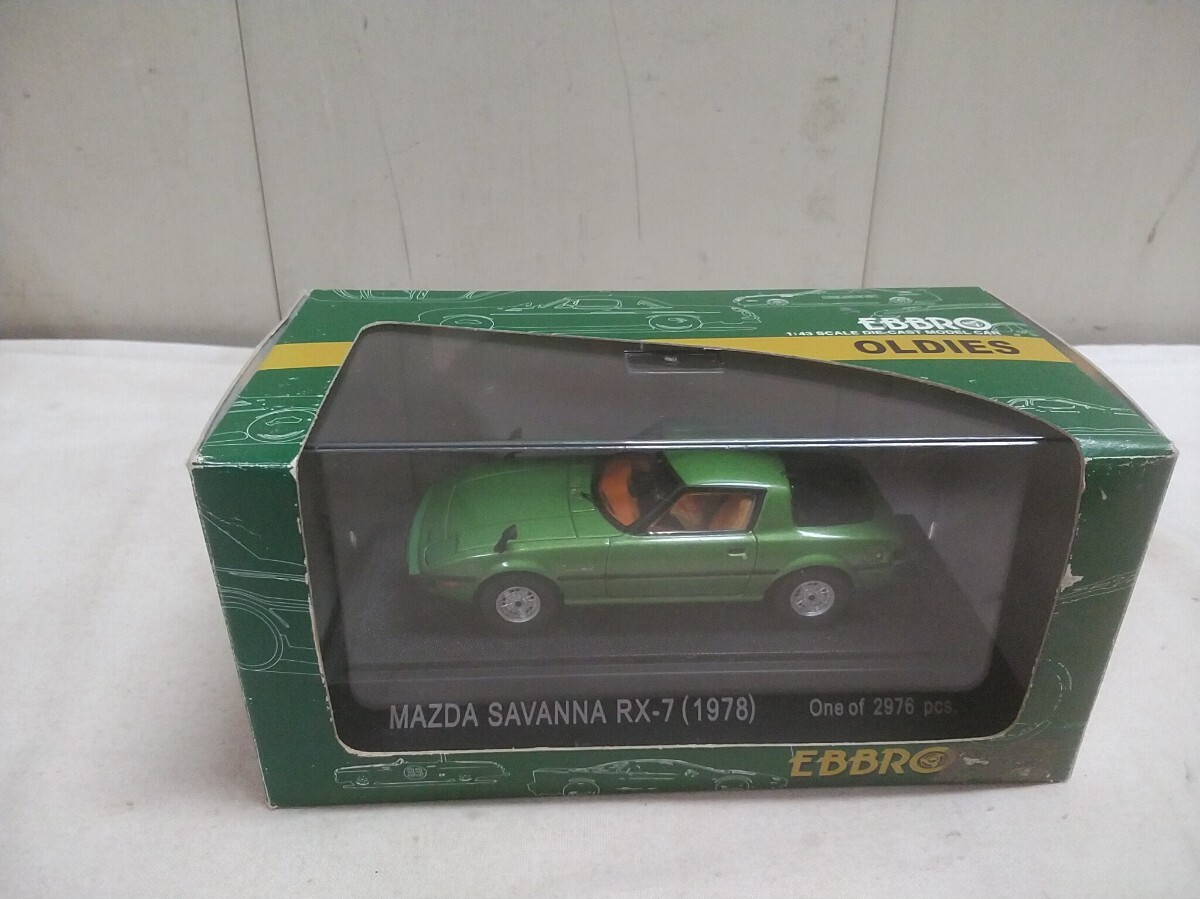 EBBRO
1:43 SCALE DIE-CAST MODEL CAR
OLDIES
MAZDA SAVANNA RX-7 (1978)
One of 2976 pcs.
EBBRO